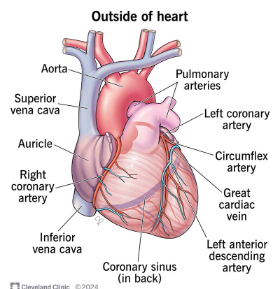 Outside of heart
Aorta
Pulmonary
arteries
Superior
vena cava
Left coronary
artery
Auricle
Circumflex
artery
Right
coronary
artery
Great
cardiac
vein
Inferior
vena cava
Left anterior
descending
artery
Coronary sinus
(in back)
Cleveland Clinic ©2024